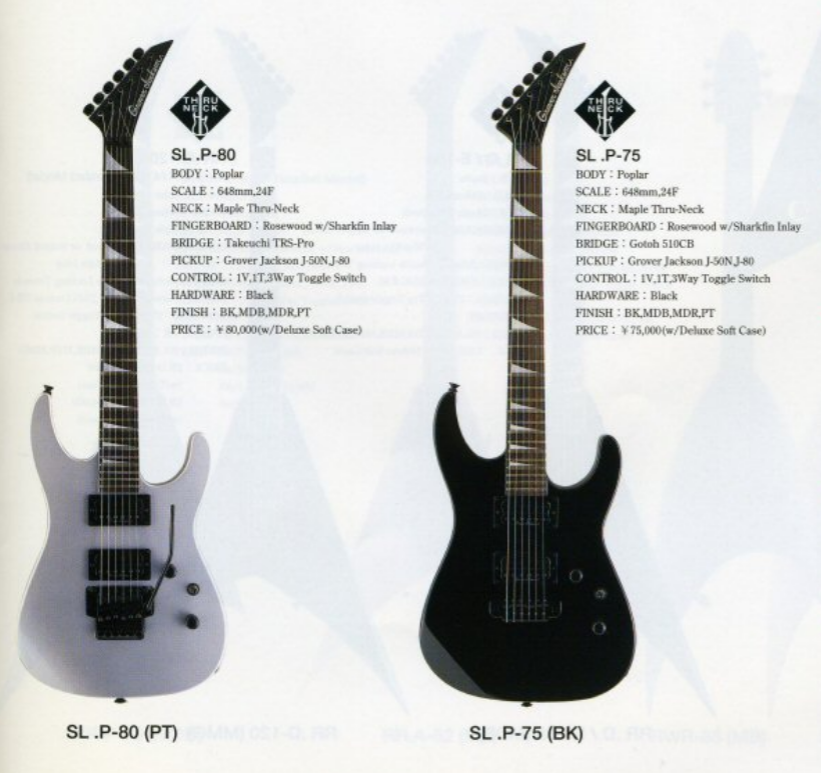 Grover Jackson
THRU
NECK
SL .P-80
BODY：Poplar
SCALE：648mm,24F
NECK：Maple Thru-Neck
FINGERBOARD：Rosewood w/Sharkfin Inlay
BRIDGE：Takeuchi TRS-Pro
PICKUP：Grover Jackson J-50N,J-80
CONTROL：1V,1T,3Way Toggle Switch
HARDWARE：Black
FINISH：BK,MDB,MDR,PT
PRICE：￥80,000(w/Deluxe Soft Case)
SL .P-80 (PT)
Grover Jackson
THRU
NECK
SL .P-75
BODY：Poplar
SCALE：648mm,24F
NECK：Maple Thru-Neck
FINGERBOARD：Rosewood w/Sharkfin Inlay
BRIDGE：Gotoh 510CB
PICKUP：Grover Jackson J-50N,J-80
CONTROL：1V,1T,3Way Toggle Switch
HARDWARE：Black
FINISH：BK,MDB,MDR,PT
PRICE：￥75,000(w/Deluxe Soft Case)
SL .P-75 (BK)